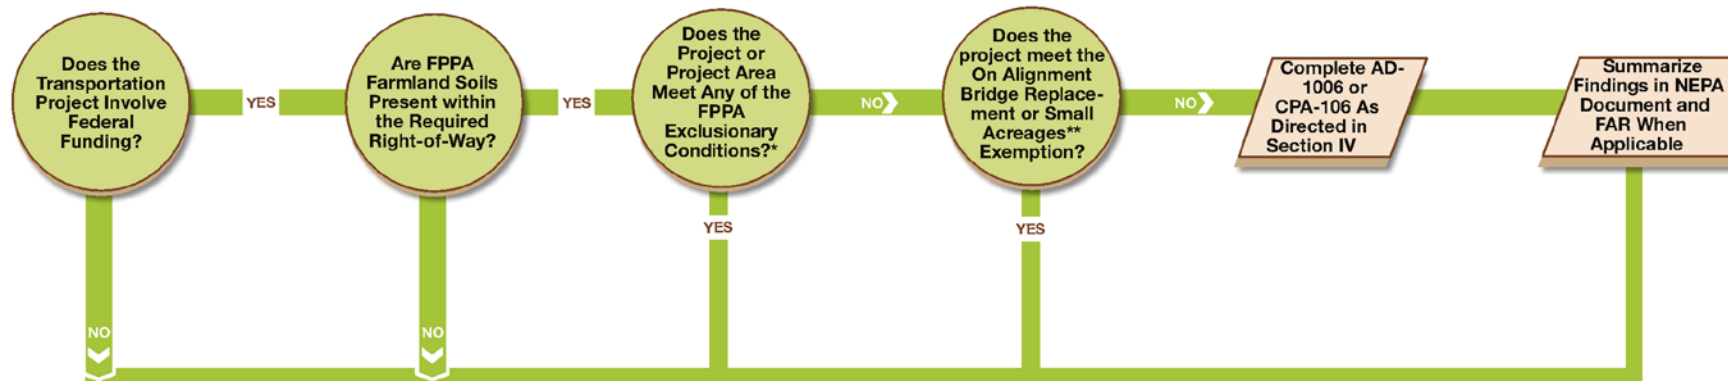 Does the
Transportation
Project Involve
Federal
Funding?
YES
NO
Are FPPA
Farmland Soils
Present within
the Required
Right-of-Way?
YES
NO
Does the
Project or
Project Area
Meet Any of the
FPPA
Exclusionary
Conditions?*
NO
YES
Does the
project meet the
On Alignment
Bridge Replace-
ment or Small
Acreages**
Exemption?
NO
YES
Complete AD-
1006 or
CPA-106 As
Directed in
Section IV
Summarize
Findings in NEPA
Document and
FAR When
Applicable